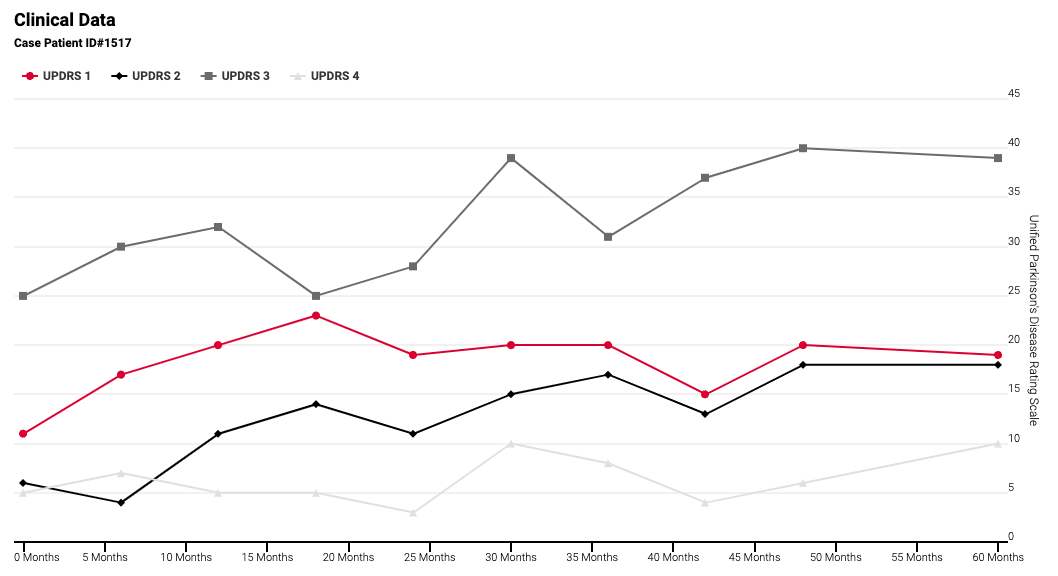 Clinical Data
Case Patient ID#1517
UPDRS 1 UPDRS 2 UPDRS 3 UPDRS 4
45
40
35
30
25
20
15
10
5
0
Unified Parkinson's Disease Rating Scale
0 Months 5 Months 10 Months 15 Months 20 Months 25 Months 30 Months 35 Months 40 Months 45 Months 50 Months 55 Months 60 Months